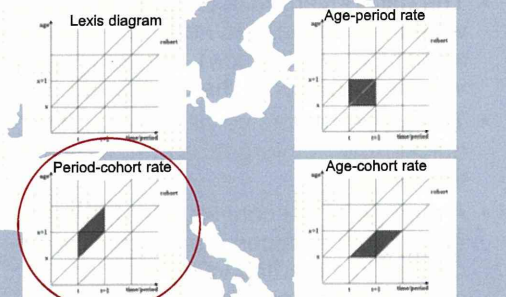 Lexis diagram
age
cohort
x+1
x
t
t+1
time/period
Age-period rate
age
cohort
x+1
x
t
t+1
time/period
Period-cohort rate
age
cohort
x+1
x
t
t+1
time/period
Age-cohort rate
age
cohort
x+1
x
t
t+1
time/period